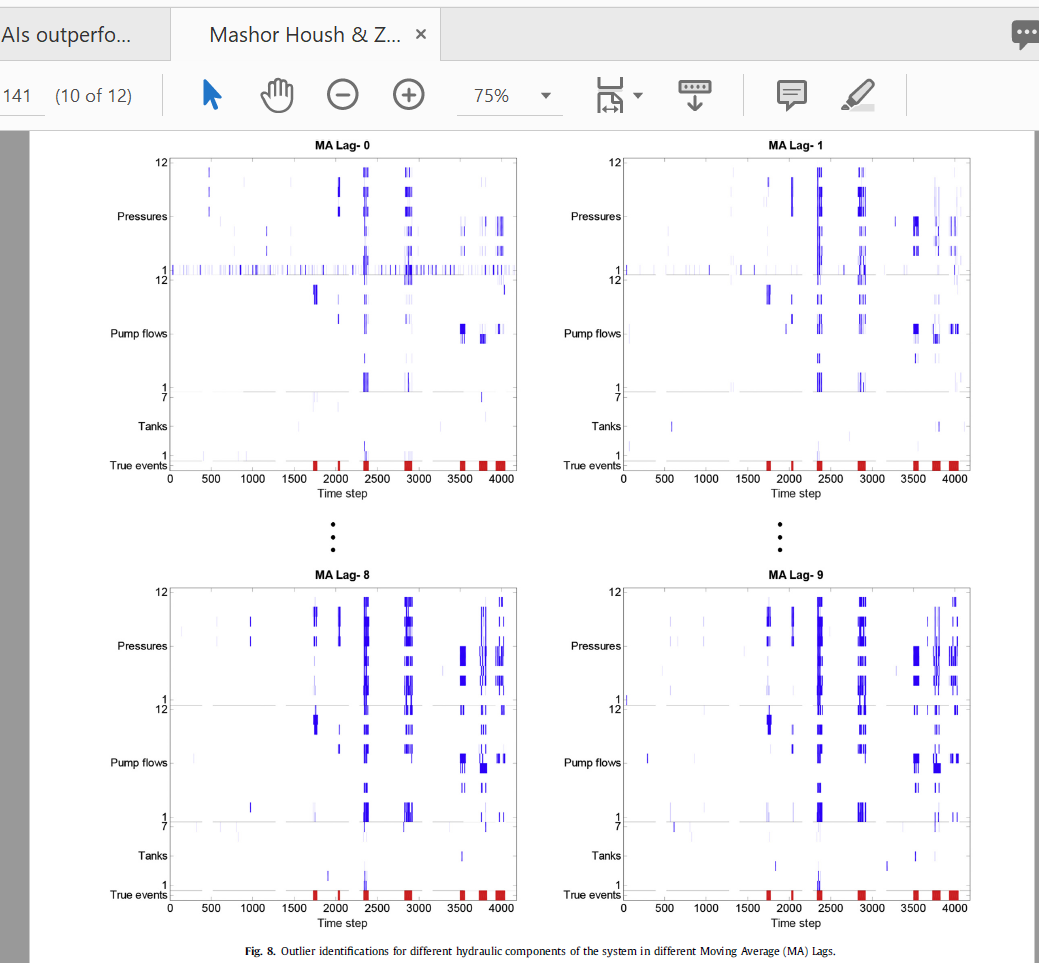 AIs outperfo...
Mashor Housh & Z... ×
141 (10 of 12)
75%
MA Lag- 0
12
Pressures
1
12
Pump flows
1
7
Tanks
1
True events
0 500 1000 1500 2000 2500 3000 3500 4000
Time step
MA Lag- 1
12
Pressures
1
12
Pump flows
1
7
Tanks
1
True events
0 500 1000 1500 2000 2500 3000 3500 4000
Time step
MA Lag- 8
12
Pressures
1
12
Pump flows
1
7
Tanks
1
True events
0 500 1000 1500 2000 2500 3000 3500 4000
Time step
MA Lag- 9
12
Pressures
1
12
Pump flows
1
7
Tanks
1
True events
0 500 1000 1500 2000 2500 3000 3500 4000
Time step
Fig. 8. Outlier identifications for different hydraulic components of the system in different Moving Average (MA) Lags.